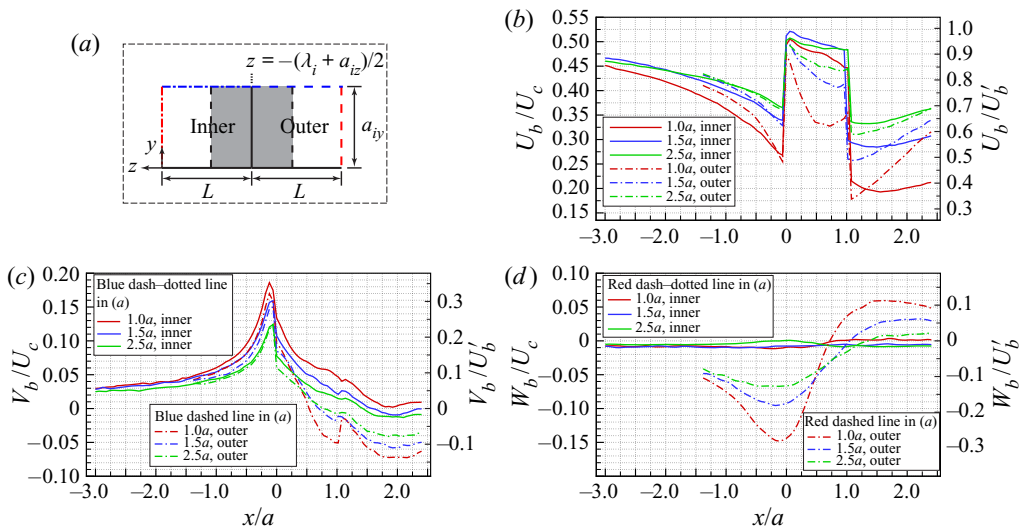 (a)
z = −(λi + aiz)/2
Inner
Outer
aiy
y
z
L
L
(b)
0.55
0.50
0.45
0.40
0.35
0.30
0.25
0.20
0.15
Ub/Uc
1.0
0.9
0.8
0.7
0.6
0.5
0.4
0.3
Ub/U′b
1.0a, inner
1.5a, inner
2.5a, inner
1.0a, outer
1.5a, outer
2.5a, outer
−3.0
−2.0
−1.0
0
1.0
2.0
(c)
0.20
0.15
0.10
0.05
0
−0.05
−0.10
Vb/Uc
0.3
0.2
0.1
0
−0.1
Vb/U′b
Blue dash–dotted line
in (a)
1.0a, inner
1.5a, inner
2.5a, inner
Blue dashed line in (a)
1.0a, outer
1.5a, outer
2.5a, outer
−3.0
−2.0
−1.0
0
1.0
2.0
x/a
(d)
0.10
0.05
0
−0.05
−0.10
−0.15
Wb/Uc
0.1
0
−0.1
−0.2
−0.3
Wb/U′b
Red dash–dotted line in (a)
1.0a, inner
1.5a, inner
2.5a, inner
Red dashed line in (a)
1.0a, outer
1.5a, outer
2.5a, outer
−3.0
−2.0
−1.0
0
1.0
2.0
x/a